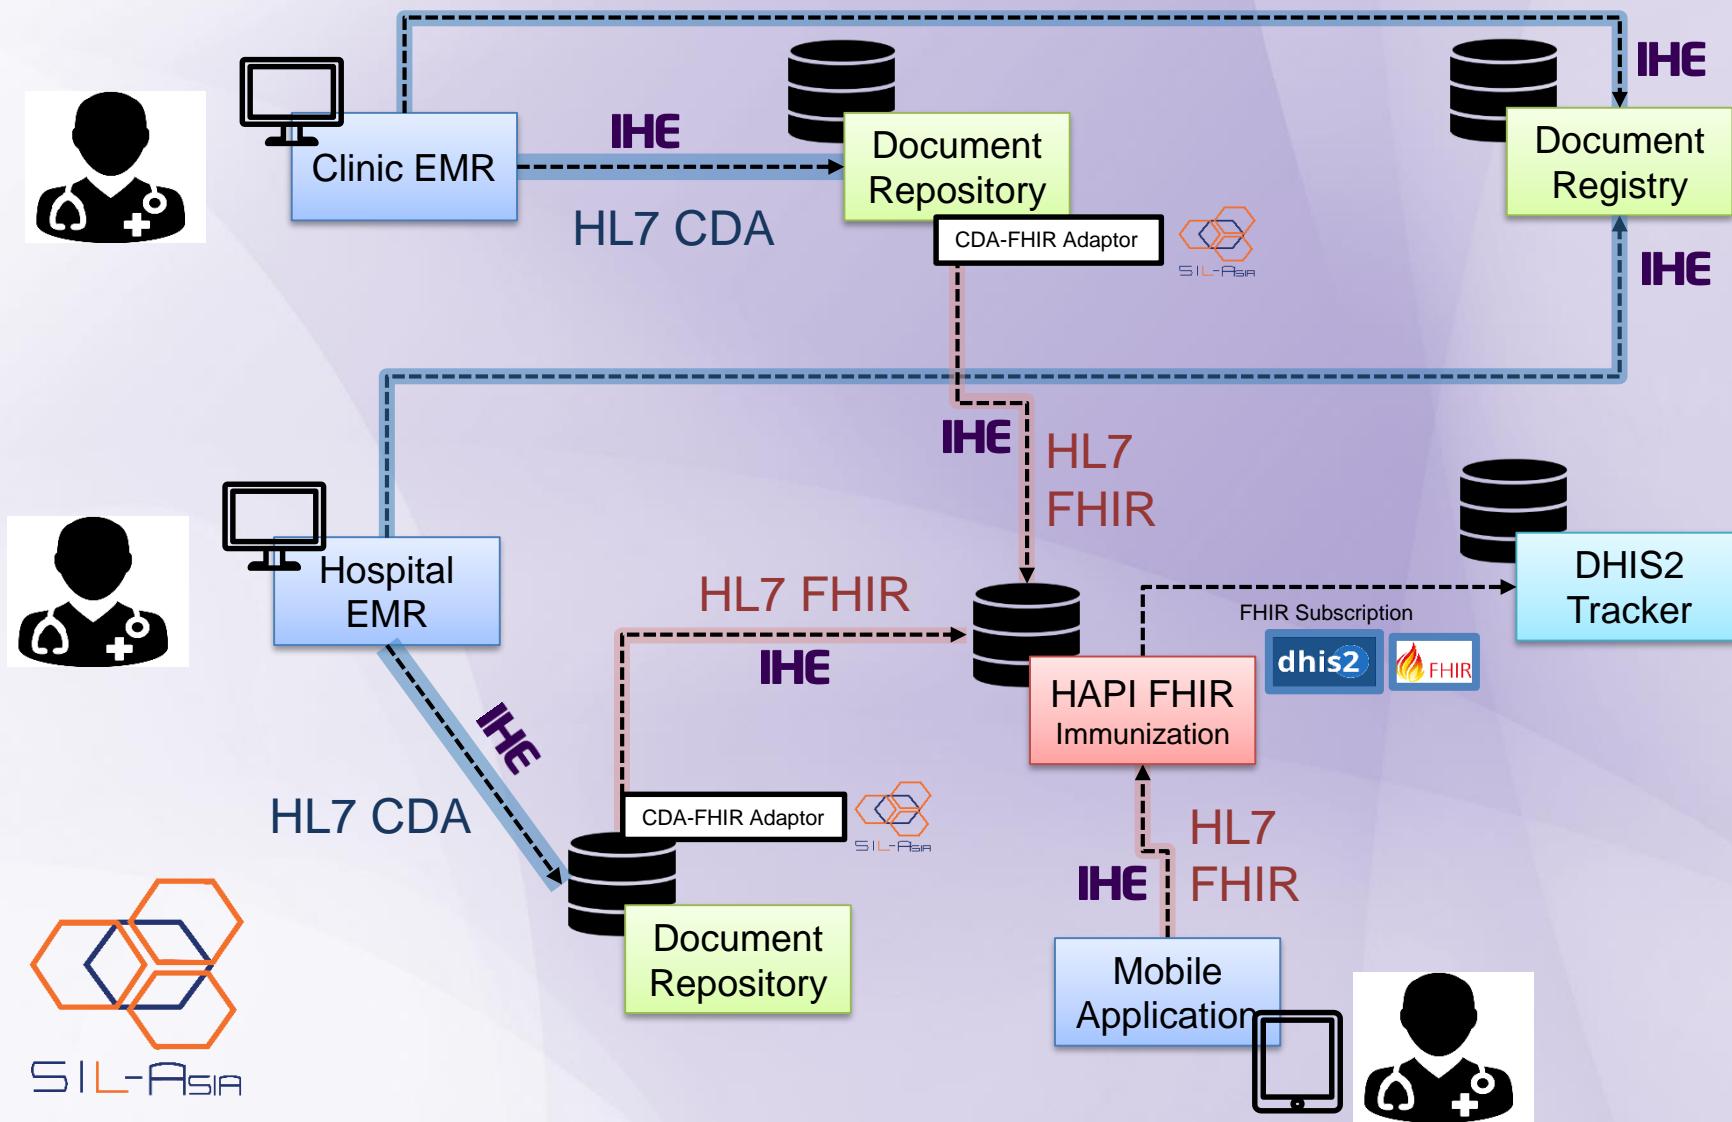 IHE
IHE
Clinic EMR
Document
Repository
Document
Registry
HL7 CDA
CDA-FHIR Adaptor
SIL-ASIA
IHE
IHE
HL7
FHIR
Hospital
EMR
HL7 FHIR
IHE
DHIS2
Tracker
FHIR Subscription
dhis2
FHIR
HAPI FHIR
Immunization
IHE
HL7 CDA
CDA-FHIR Adaptor
SIL-ASIA
HL7
FHIR
IHE
Document
Repository
Mobile
Application
SIL-ASIA